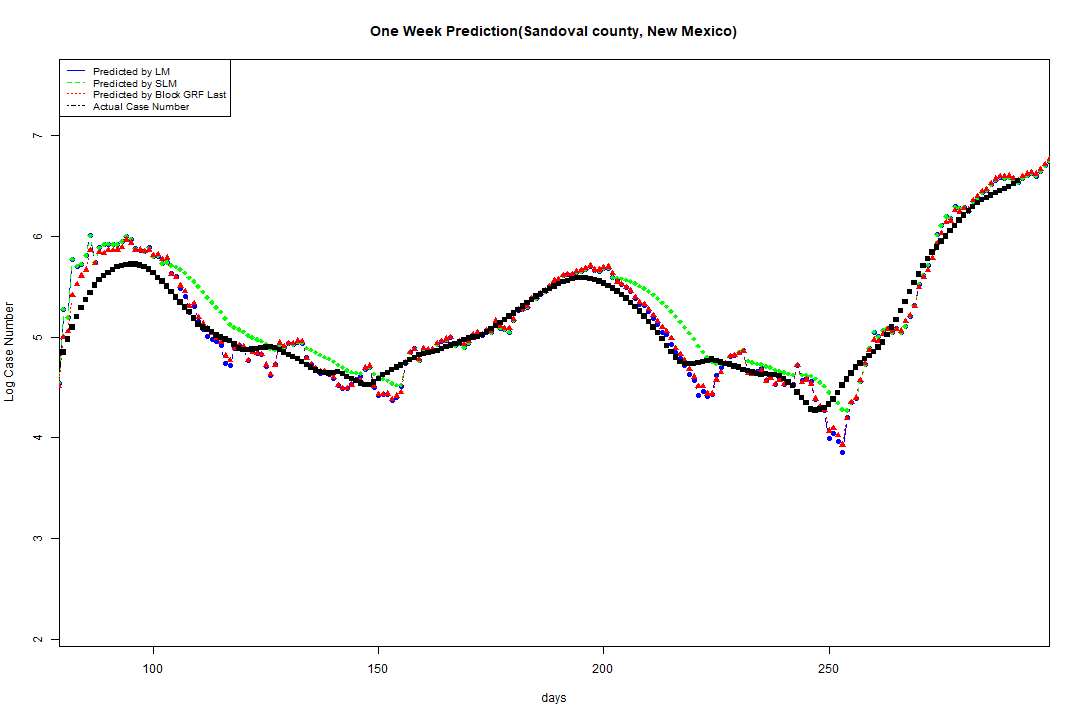 One Week Prediction(Sandoval county, New Mexico)
Predicted by LM
Predicted by SLM
Predicted by Block GRF Last
Actual Case Number
7
6
5
4
3
2
Log Case Number
100 150 200 250
days